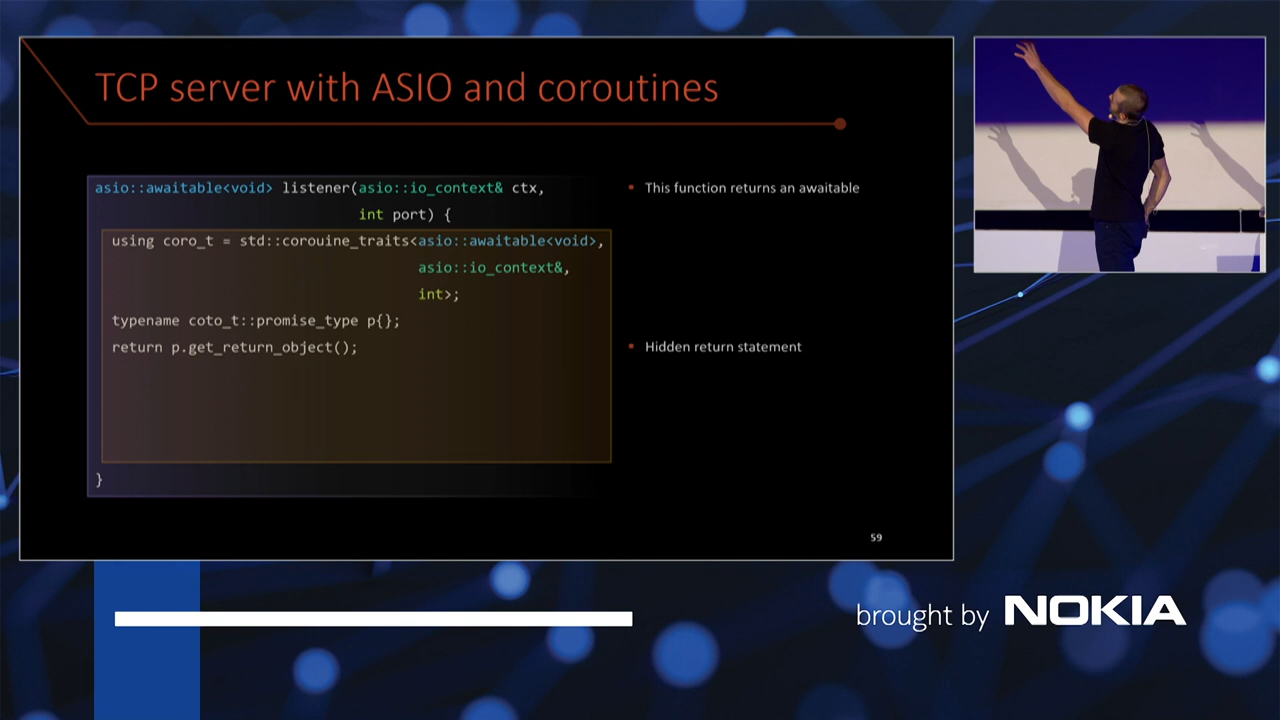 TCP server with ASIO and coroutines
asio::awaitable<void> listener(asio::io_context& ctx,
int port) {
using coro_t = std::corouine_traits<asio::awaitable<void>,
asio::io_context&,
int>;
typename coto_t::promise_type p{};
return p.get_return_object();
}
▪ This function returns an awaitable
▪ Hidden return statement
59
brought by NOKIA